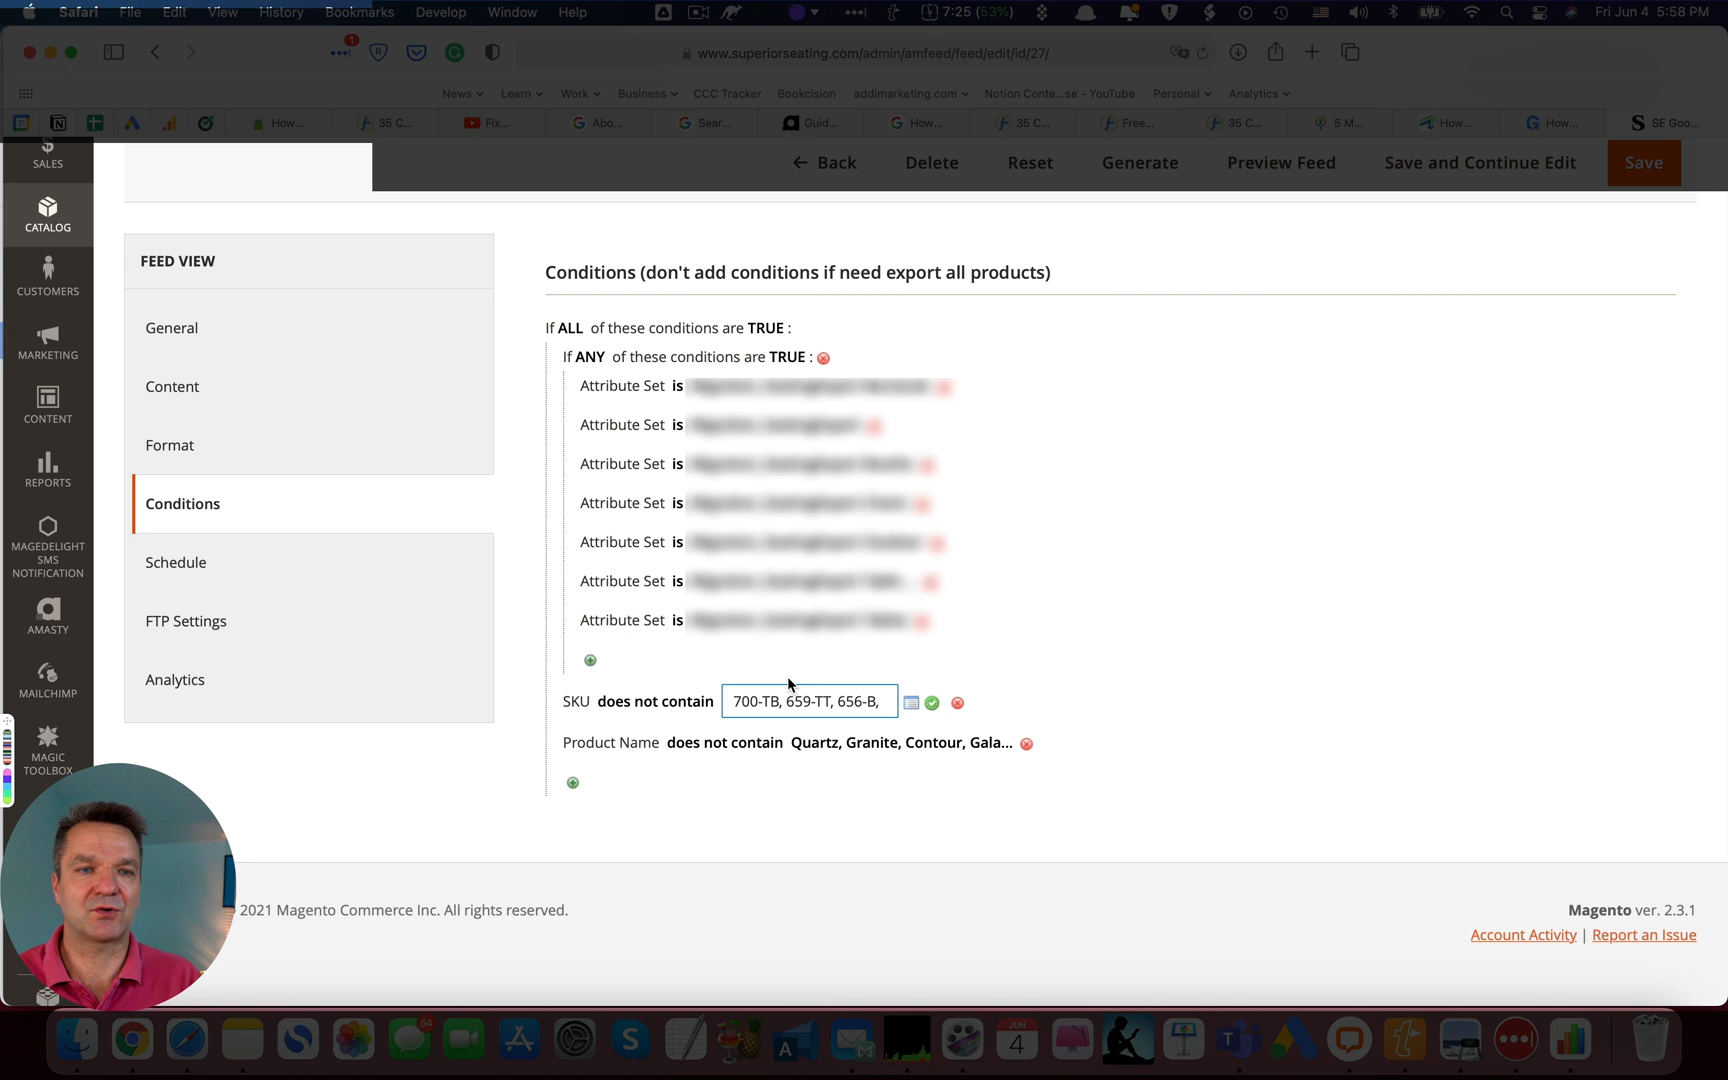 Safari File Edit View History Bookmarks Develop Window Help 7:25 (53%) Fri Jun 4 5:58 PM
1
www.superiorseating.com/admin/amfeed/feed/edit/id/27/
News Learn Work Business CCC Tracker Bookcision addimarketing.com Notion Conte...se - YouTube Personal Analytics
How... 35 C... Fix... Abo... Sear... Guid... How... 35 C... Free... 35 C... 5 M... How... How... SE Goo...
SALES
Back Delete Reset Generate Preview Feed Save and Continue Edit Save
CATALOG
CUSTOMERS
MARKETING
CONTENT
REPORTS
MAGEDELIGHT
SMS
NOTIFICATION
AMASTY
MAILCHIMP
MAGIC
TOOLBOX
FEED VIEW
General
Content
Format
Conditions
Schedule
FTP Settings
Analytics
Conditions (don't add conditions if need export all products)
If ALL of these conditions are TRUE :
If ANY of these conditions are TRUE :
Attribute Set is
Attribute Set is
Attribute Set is
Attribute Set is
Attribute Set is
Attribute Set is
Attribute Set is
SKU does not contain 700-TB, 659-TT, 656-B,
Product Name does not contain Quartz, Granite, Contour, Gala...
2021 Magento Commerce Inc. All rights reserved.
Magento ver. 2.3.1
Account Activity | Report an Issue
54
JUN
4